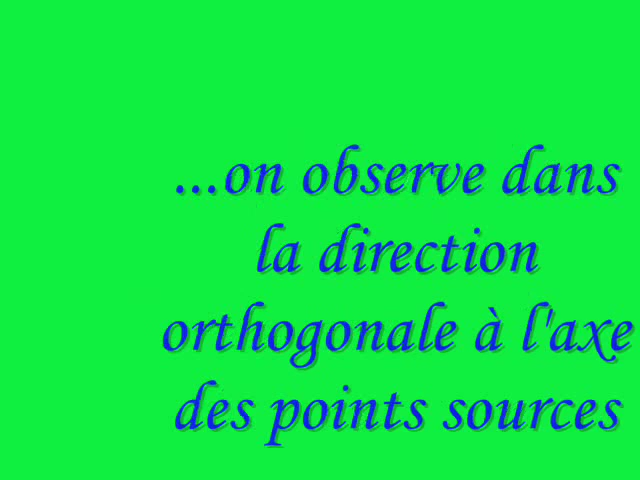 ...on observe dans
la direction
orthogonale à l'axe
des points sources